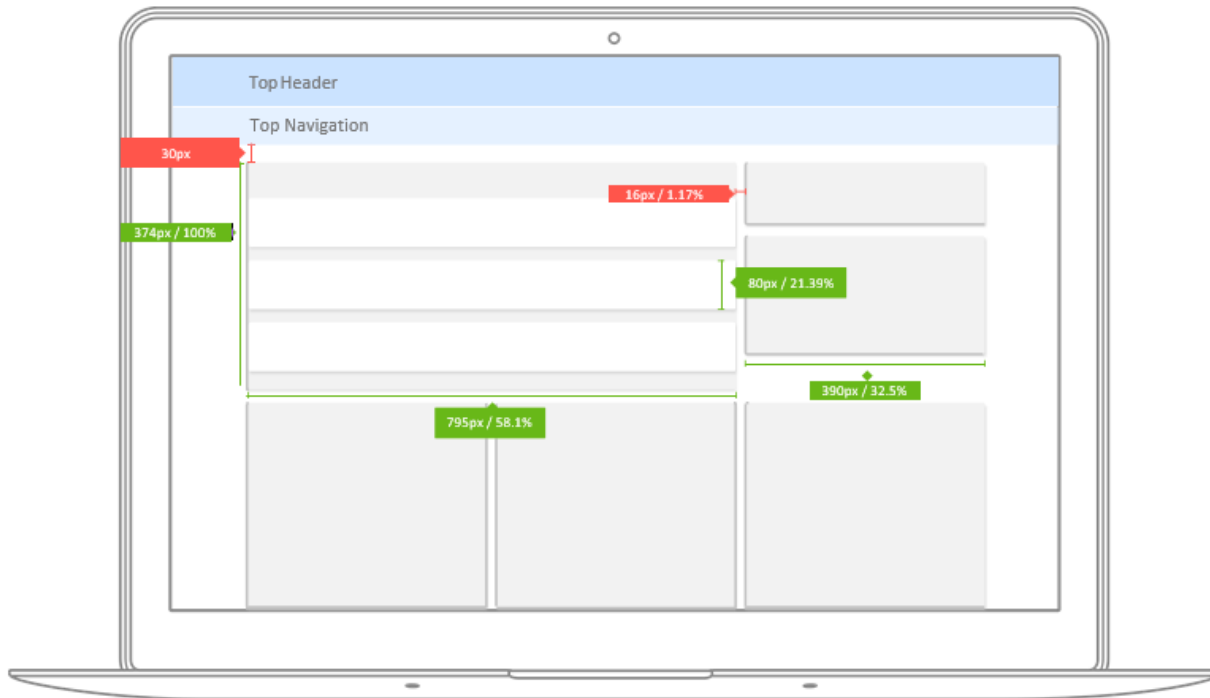 Top Header
Top Navigation
30px
16px / 1.17%
374px / 100%
80px / 21.39%
390px / 32.5%
795px / 58.1%